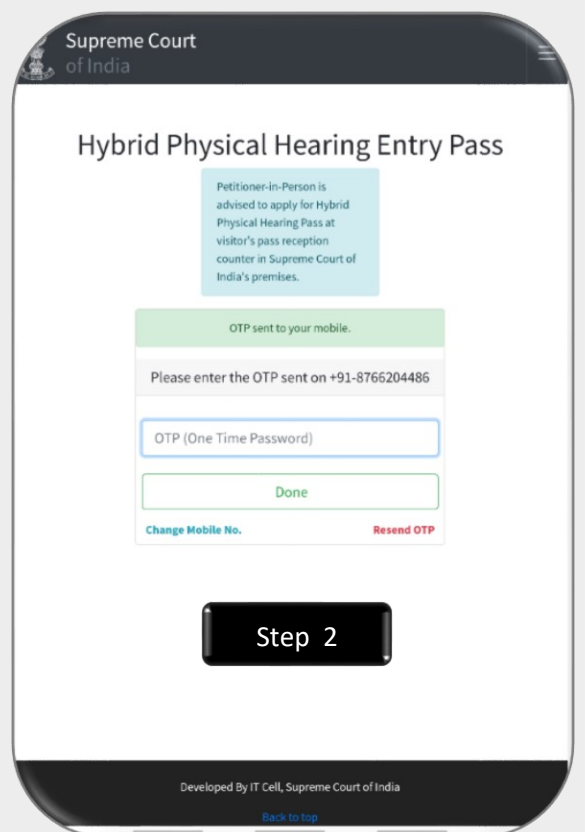 Supreme Court
of India
Hybrid Physical Hearing Entry Pass
Petitioner-in-Person is
advised to apply for Hybrid
Physical Hearing Pass at
visitor's pass reception
counter in Supreme Court of
India's premises.
OTP sent to your mobile.
Please enter the OTP sent on +91-8766204486
OTP (One Time Password)
Done
Change Mobile No. Resend OTP
Step 2
Developed By IT Cell, Supreme Court of India
Back to top